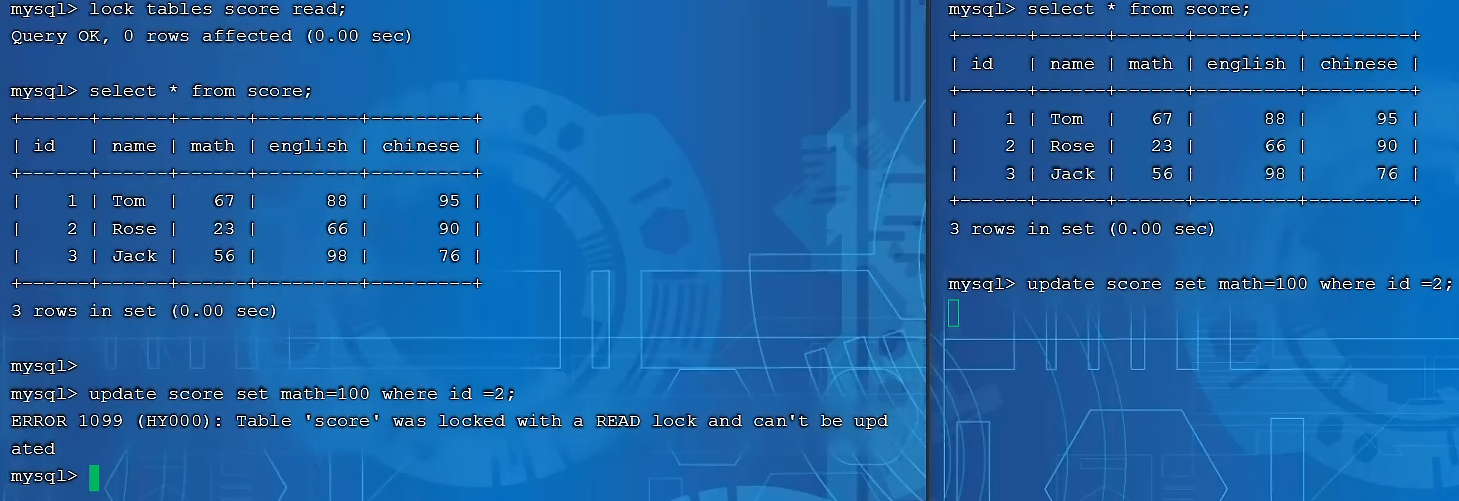 mysql> lock tables score read;
Query OK, 0 rows affected (0.00 sec)

mysql> select * from score;
+------+------+------+---------+---------+
| id   | name | math | english | chinese |
+------+------+------+---------+---------+
|    1 | Tom  |   67 |      88 |      95 |
|    2 | Rose |   23 |      66 |      90 |
|    3 | Jack |   56 |      98 |      76 |
+------+------+------+---------+---------+
3 rows in set (0.00 sec)

mysql>
mysql> update score set math=100 where id =2;
ERROR 1099 (HY000): Table 'score' was locked with a READ lock and can't be upd
ated
mysql>
mysql> select * from score;
+------+------+------+---------+---------+
| id   | name | math | english | chinese |
+------+------+------+---------+---------+
|    1 | Tom  |   67 |      88 |      95 |
|    2 | Rose |   23 |      66 |      90 |
|    3 | Jack |   56 |      98 |      76 |
+------+------+------+---------+---------+
3 rows in set (0.00 sec)

mysql> update score set math=100 where id =2;